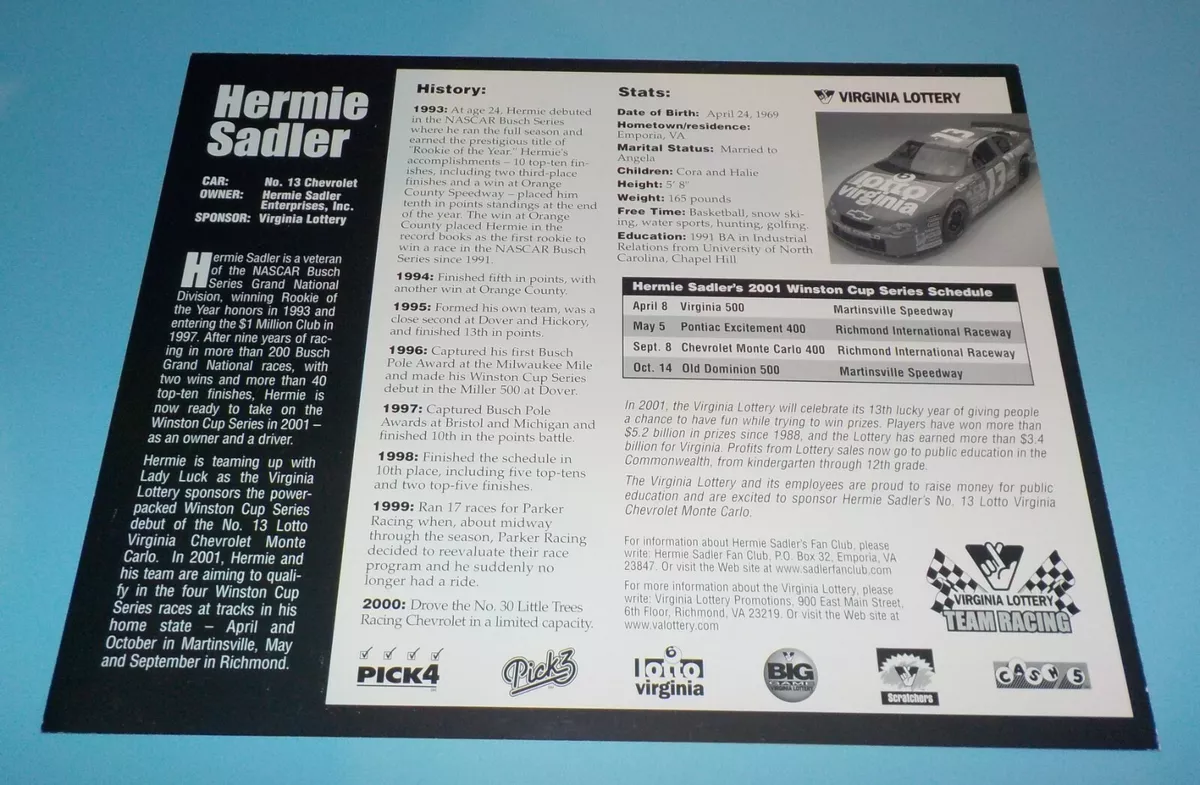 Hermie
Sadler
CAR: No. 13 Chevrolet
OWNER: Hermie Sadler
Enterprises, Inc.
SPONSOR: Virginia Lottery
Hermie Sadler is a veteran
of the NASCAR Busch
Series Grand National
Division, winning Rookie of
the Year honors in 1993 and
entering the $1 Million Club in
1997. After nine years of rac-
ing in more than 200 Busch
Grand National races, with
two wins and more than 40
top-ten finishes, Hermie is
now ready to take on the
Winston Cup Series in 2001 –
as an owner and a driver.
Hermie is teaming up with
Lady Luck as the Virginia
Lottery sponsors the power-
packed Winston Cup Series
debut of the No. 13 Lotto
Virginia Chevrolet Monte
Carlo. In 2001, Hermie and
his team are aiming to quali-
fy in the four Winston Cup
Series races at tracks in his
home state – April and
October in Martinsville, May
and September in Richmond.
History:
1993: At age 24, Hermie debuted
in the NASCAR Busch Series
where he ran the full season and
earned the prestigious title of
"Rookie of the Year." Hermie's
accomplishments – 10 top-ten fin-
ishes, including two third-place
finishes and a win at Orange
County Speedway – placed him
tenth in points standings at the end
of the year. The win at Orange
County placed Hermie in the
record books as the first rookie to
win a race in the NASCAR Busch
Series since 1991.
1994: Finished fifth in points, with
another win at Orange County.
1995: Formed his own team, was a
close second at Dover and Hickory,
and finished 13th in points.
1996: Captured his first Busch
Pole Award at the Milwaukee Mile
and made his Winston Cup Series
debut in the Miller 500 at Dover.
1997: Captured Busch Pole
Awards at Bristol and Michigan and
finished 10th in the points battle.
1998: Finished the schedule in
10th place, including five top-tens
and two top-five finishes.
1999: Ran 17 races for Parker
Racing when, about midway
through the season, Parker Racing
decided to reevaluate their race
program and he suddenly no
longer had a ride.
2000: Drove the No. 30 Little Trees
Racing Chevrolet in a limited capacity.
Stats:
Date of Birth: April 24, 1969
Hometown/residence:
Emporia, VA
Marital Status: Married to
Angela
Children: Cora and Halie
Height: 5' 8"
Weight: 165 pounds
Free Time: Basketball, snow ski-
ing, water sports, hunting, golfing.
Education: 1991 BA in Industrial
Relations from University of North
Carolina, Chapel Hill
VIRGINIA LOTTERY
13
13
lotto
virginia
Hermie Sadler's 2001 Winston Cup Series Schedule
April 8 Virginia 500 Martinsville Speedway
May 5 Pontiac Excitement 400 Richmond International Raceway
Sept. 8 Chevrolet Monte Carlo 400 Richmond International Raceway
Oct. 14 Old Dominion 500 Martinsville Speedway
In 2001, the Virginia Lottery will celebrate its 13th lucky year of giving people
a chance to have fun while trying to win prizes. Players have won more than
$5.2 billion in prizes since 1988, and the Lottery has earned more than $3.4
billion for Virginia. Profits from Lottery sales now go to public education in the
Commonwealth, from kindergarten through 12th grade.
The Virginia Lottery and its employees are proud to raise money for public
education and are excited to sponsor Hermie Sadler's No. 13 Lotto Virginia
Chevrolet Monte Carlo.
For information about Hermie Sadler's Fan Club, please
write: Hermie Sadler Fan Club, P.O. Box 32, Emporia, VA
23847. Or visit the Web site at www.sadlerfanclub.com
For more information about the Virginia Lottery, please
write: Virginia Lottery Promotions, 900 East Main Street,
6th Floor, Richmond, VA 23219. Or visit the Web site at
www.valottery.com
VIRGINIA LOTTERY
TEAM RACING
PICK4
Pick3
6
lotto
virginia
BIG
GAME
VIRGINIA LOTTERY
Scratchers
CASH 5